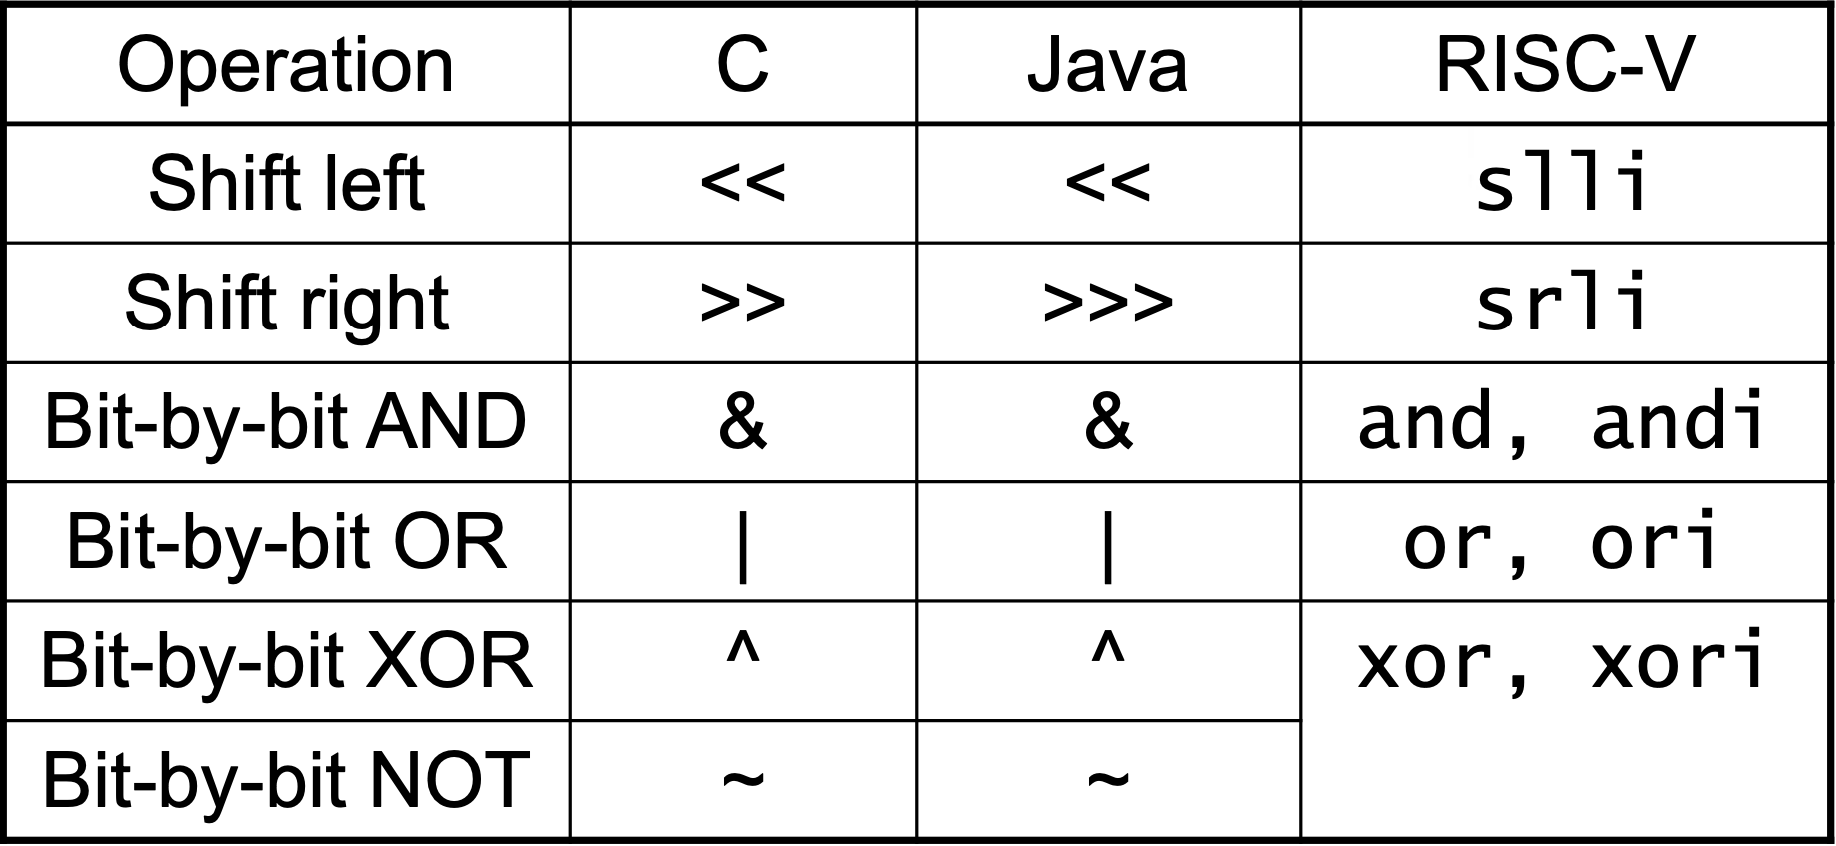 Operation C Java RISC-V
Shift left << << slli
Shift right >> >>> srli
Bit-by-bit AND & & and, andi
Bit-by-bit OR | | or, ori
Bit-by-bit XOR ^ ^ xor, xori
Bit-by-bit NOT ~ ~